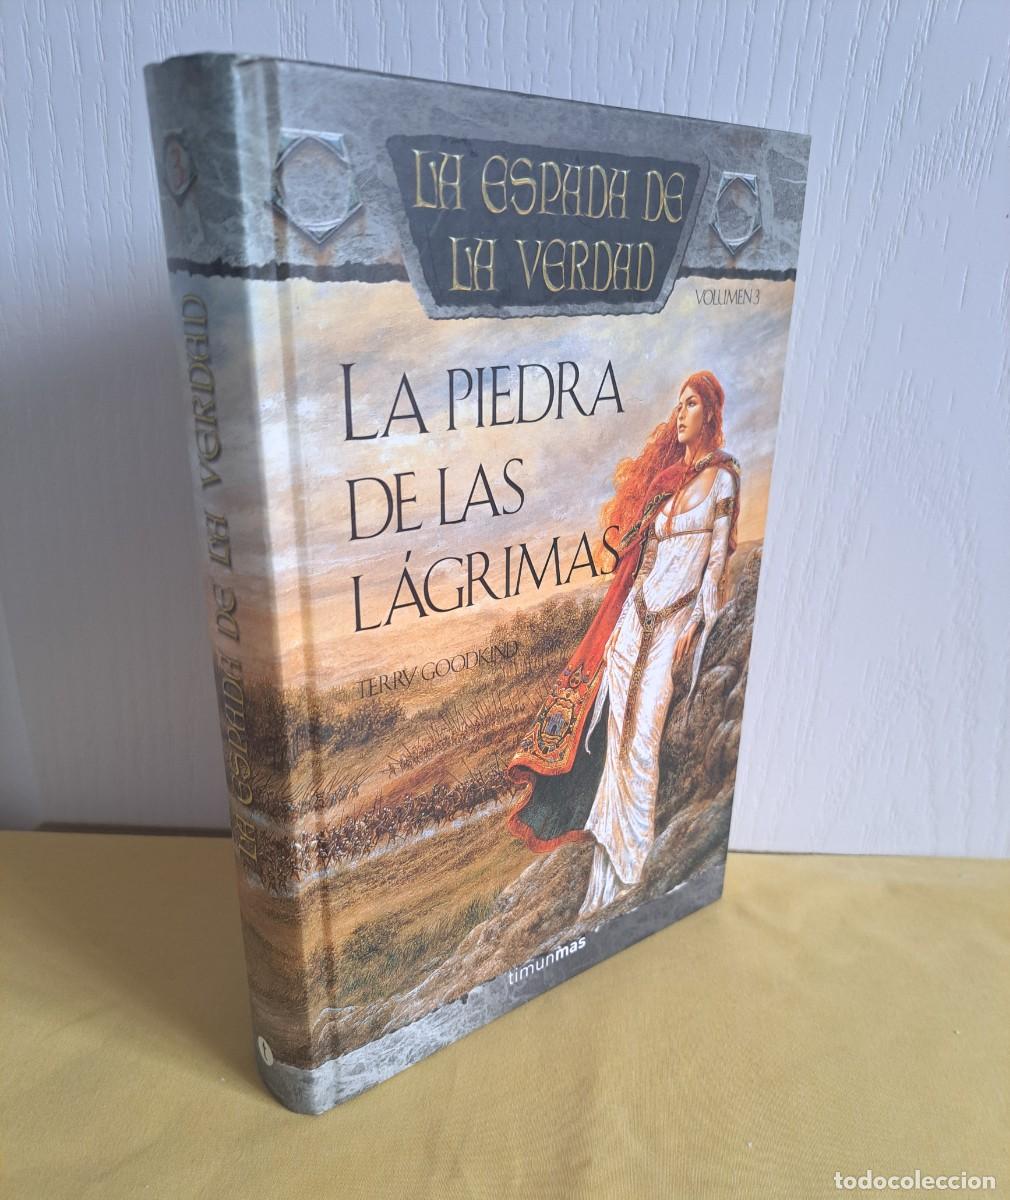 LA ESPADA DE
LA VERDAD
VOLUMEN 3
LA PIEDRA
DE LAS
LÁGRIMAS
TERRY GOODKIND
timunmas
3
LA ESPADA DE LA VERDAD
t
todocoleccion